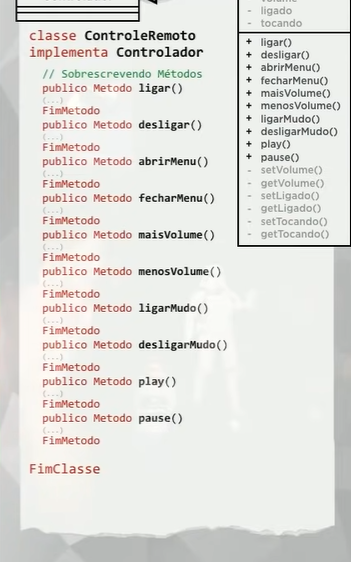 classe ControleRemoto
implementa Controlador
// Sobrescrevendo Métodos
publico Metodo ligar()
(...)
FimMetodo
publico Metodo desligar()
(...)
FimMetodo
publico Metodo abrirMenu()
(...)
FimMetodo
publico Metodo fecharMenu()
(...)
FimMetodo
publico Metodo maisVolume()
(...)
FimMetodo
publico Metodo menosVolume()
(...)
FimMetodo
publico Metodo ligarMudo()
(...)
FimMetodo
publico Metodo desligarMudo()
(...)
FimMetodo
publico Metodo play()
(...)
FimMetodo
publico Metodo pause()
(...)
FimMetodo
FimClasse
- volume
- ligado
- tocando
+ ligar()
+ desligar()
+ abrirMenu()
+ fecharMenu()
+ maisVolume()
+ menosVolume()
+ ligarMudo()
+ desligarMudo()
+ play()
+ pause()
- setVolume()
- getVolume()
- setLigado()
- getLigado()
- setTocando()
- getTocando()